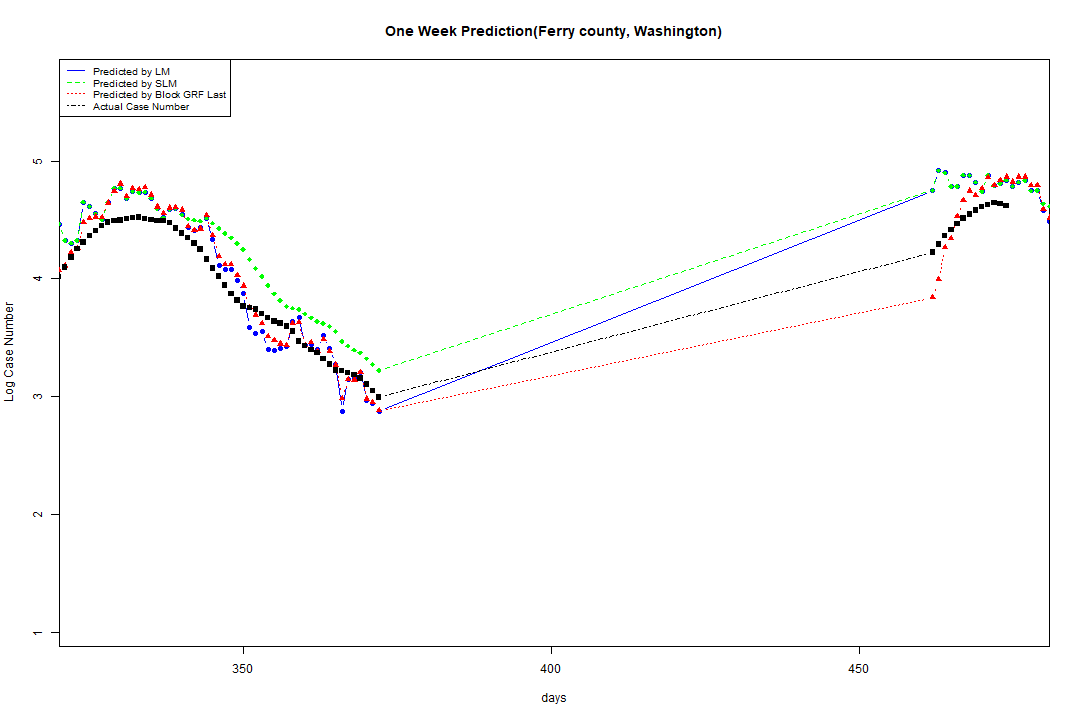 One Week Prediction(Ferry county, Washington)
Predicted by LM
Predicted by SLM
Predicted by Block GRF Last
Actual Case Number
5
4
3
2
1
Log Case Number
350 400 450
days